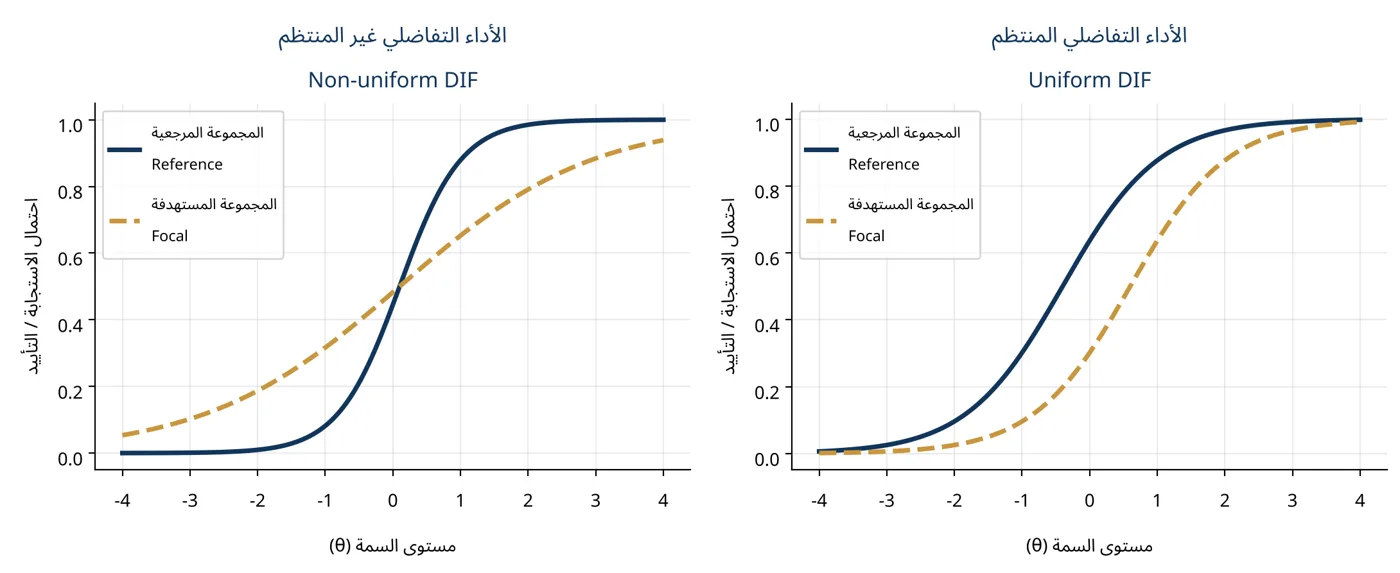 الأداء التفاضلي غير المنتظم
Non-uniform DIF
المجموعة المرجعية
Reference
المجموعة المستهدفة
Focal
احتمال الاستجابة / التأييد
1.0
0.8
0.6
0.4
0.2
0.0
-4 -3 -2 -1 0 1 2 3 4
مستوى السمة (θ)
الأداء التفاضلي المنتظم
Uniform DIF
المجموعة المرجعية
Reference
المجموعة المستهدفة
Focal
احتمال الاستجابة / التأييد
1.0
0.8
0.6
0.4
0.2
0.0
-4 -3 -2 -1 0 1 2 3 4
مستوى السمة (θ)